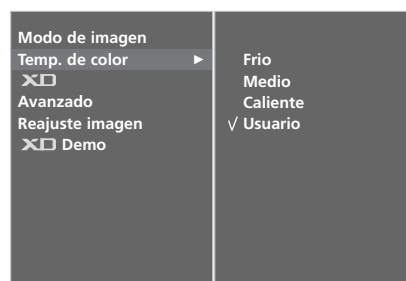 Modo de imagen
Temp. de color ►
XD
Avanzado
Reajuste imagen
XD Demo
Frio
Medio
Caliente
√ Usuario